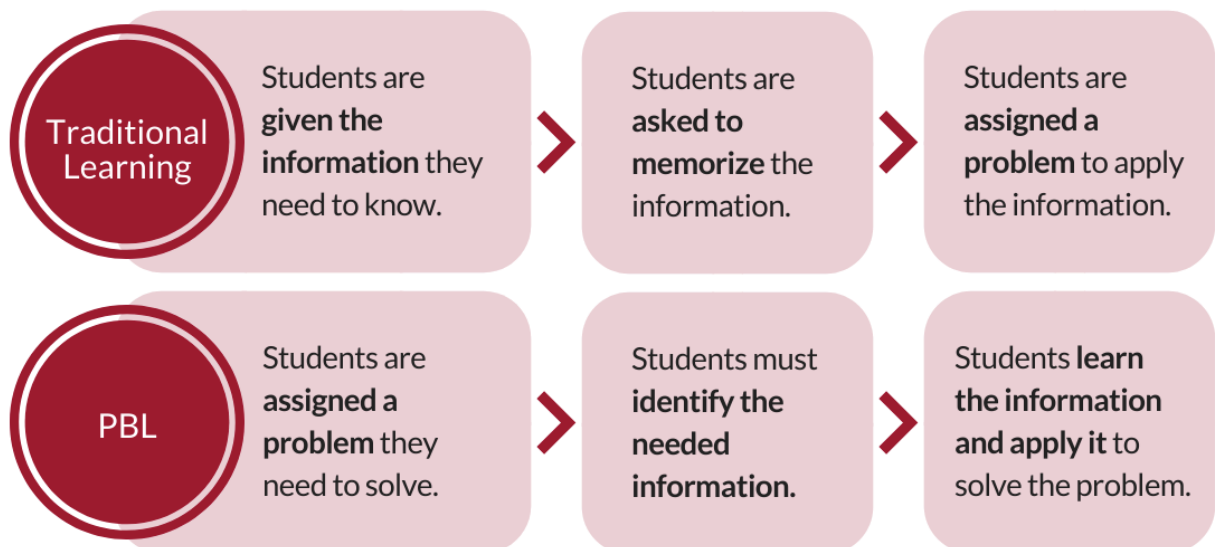 Traditional
Learning
Students are
given the
information they
need to know.
Students are
asked to
memorize the
information.
Students are
assigned a
problem to apply
the information.
PBL
Students are
assigned a
problem they
need to solve.
Students must
identify the
needed
information.
Students learn
the information
and apply it to
solve the problem.